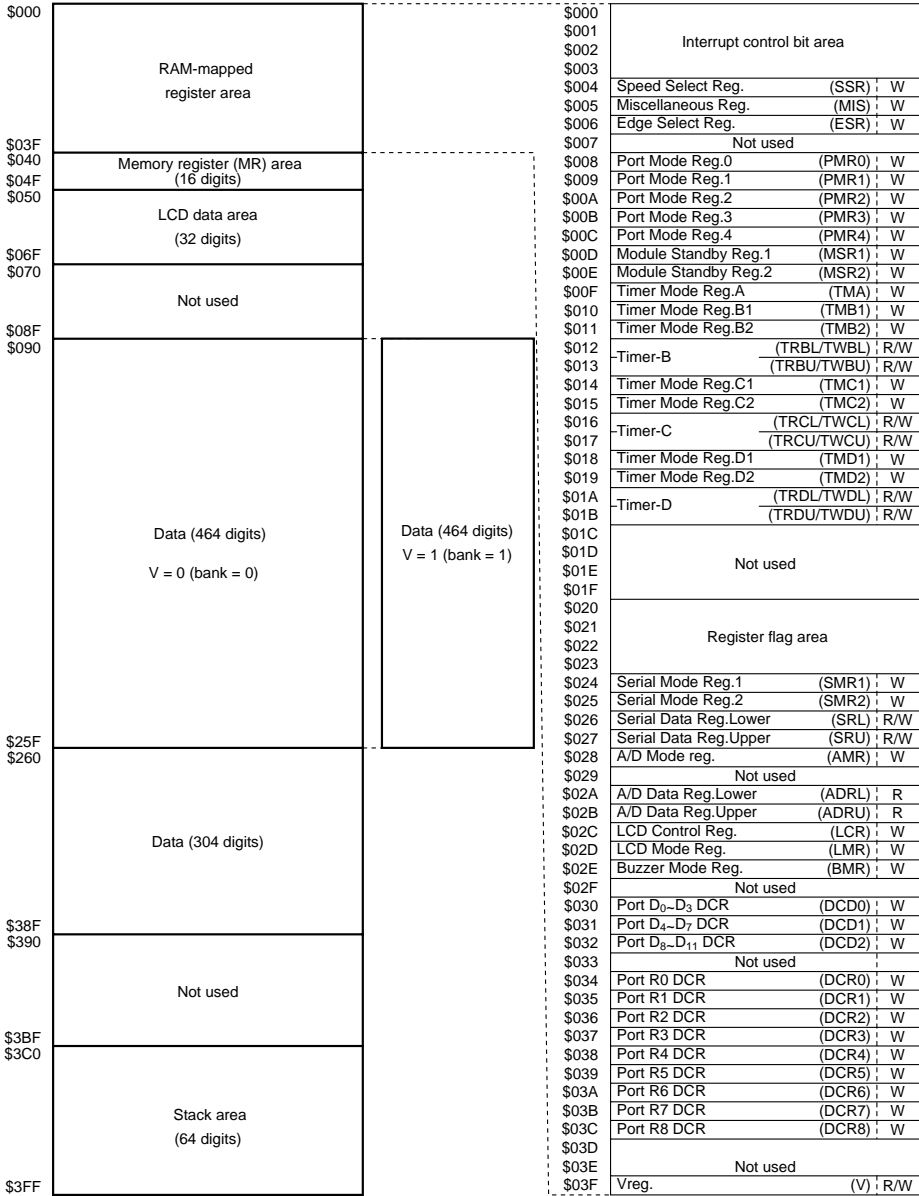 $000
RAM-mapped
register area
$03F
$040
Memory register (MR) area
(16 digits)
$04F
$050
LCD data area
(32 digits)
$06F
$070
Not used
$08F
$090
Data (464 digits)
V = 0 (bank = 0)
$25F
Data (464 digits)
V = 1 (bank = 1)
$260
Data (304 digits)
$38F
$390
Not used
$3BF
$3C0
Stack area
(64 digits)
$3FF
$000
$001
$002
$003
Interrupt control bit area
$004 Speed Select Reg. (SSR) W
$005 Miscellaneous Reg. (MIS) W
$006 Edge Select Reg. (ESR) W
$007 Not used
$008 Port Mode Reg.0 (PMR0) W
$009 Port Mode Reg.1 (PMR1) W
$00A Port Mode Reg.2 (PMR2) W
$00B Port Mode Reg.3 (PMR3) W
$00C Port Mode Reg.4 (PMR4) W
$00D Module Standby Reg.1 (MSR1) W
$00E Module Standby Reg.2 (MSR2) W
$00F Timer Mode Reg.A (TMA) W
$010 Timer Mode Reg.B1 (TMB1) W
$011 Timer Mode Reg.B2 (TMB2) W
$012 (TRBL/TWBL) R/W
Timer-B
$013 (TRBU/TWBU) R/W
$014 Timer Mode Reg.C1 (TMC1) W
$015 Timer Mode Reg.C2 (TMC2) W
$016 (TRCL/TWCL) R/W
Timer-C
$017 (TRCU/TWCU) R/W
$018 Timer Mode Reg.D1 (TMD1) W
$019 Timer Mode Reg.D2 (TMD2) W
$01A (TRDL/TWDL) R/W
Timer-D
$01B (TRDU/TWDU) R/W
$01C
$01D
$01E
$01F
Not used
$020
$021
$022
$023
Register flag area
$024 Serial Mode Reg.1 (SMR1) W
$025 Serial Mode Reg.2 (SMR2) W
$026 Serial Data Reg.Lower (SRL) R/W
$027 Serial Data Reg.Upper (SRU) R/W
$028 A/D Mode reg. (AMR) W
$029 Not used
$02A A/D Data Reg.Lower (ADRL) R
$02B A/D Data Reg.Upper (ADRU) R
$02C LCD Control Reg. (LCR) W
$02D LCD Mode Reg. (LMR) W
$02E Buzzer Mode Reg. (BMR) W
$02F Not used
$030 Port D₀~D₃ DCR (DCD0) W
$031 Port D₄~D₇ DCR (DCD1) W
$032 Port D₈~D₁₁ DCR (DCD2) W
$033 Not used
$034 Port R0 DCR (DCR0) W
$035 Port R1 DCR (DCR1) W
$036 Port R2 DCR (DCR2) W
$037 Port R3 DCR (DCR3) W
$038 Port R4 DCR (DCR4) W
$039 Port R5 DCR (DCR5) W
$03A Port R6 DCR (DCR6) W
$03B Port R7 DCR (DCR7) W
$03C Port R8 DCR (DCR8) W
$03D
$03E Not used
$03F Vreg. (V) R/W